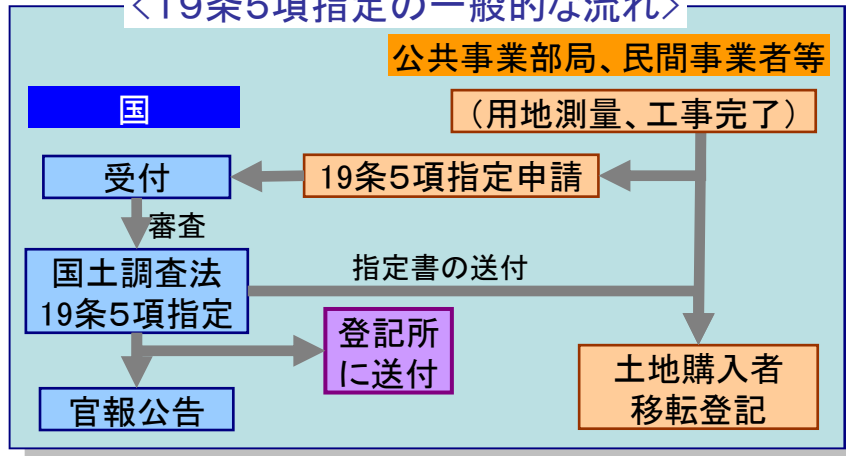 <19条5項指定の一般的な流れ>
公共事業部局、民間事業者等
国
（用地測量、工事完了）
受付
19条５項指定申請
審査
国土調査法
19条５項指定
指定書の送付
登記所
に送付
土地購入者
移転登記
官報公告